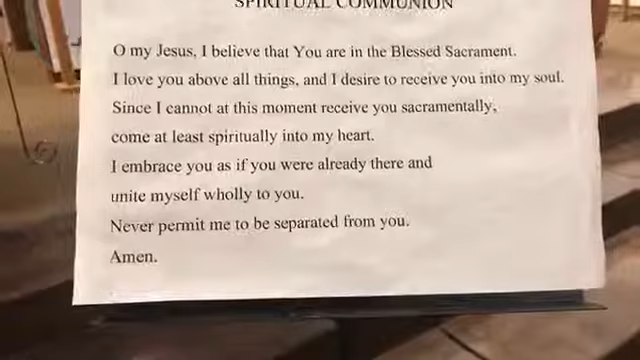 SPIRITUAL COMMUNION
O my Jesus, I believe that You are in the Blessed Sacrament.
I love you above all things, and I desire to receive you into my soul.
Since I cannot at this moment receive you sacramentally,
come at least spiritually into my heart.
I embrace you as if you were already there and
unite myself wholly to you.
Never permit me to be separated from you.
Amen.